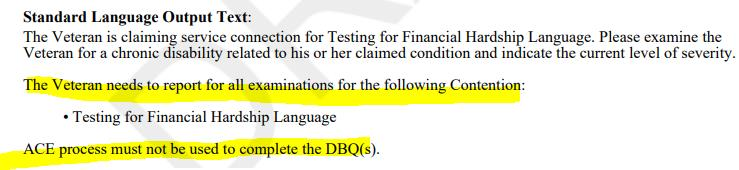 Standard Language Output Text:
The Veteran is claiming service connection for Testing for Financial Hardship Language. Please examine the
Veteran for a chronic disability related to his or her claimed condition and indicate the current level of severity.
The Veteran needs to report for all examinations for the following Contention:
• Testing for Financial Hardship Language
ACE process must not be used to complete the DBQ(s).